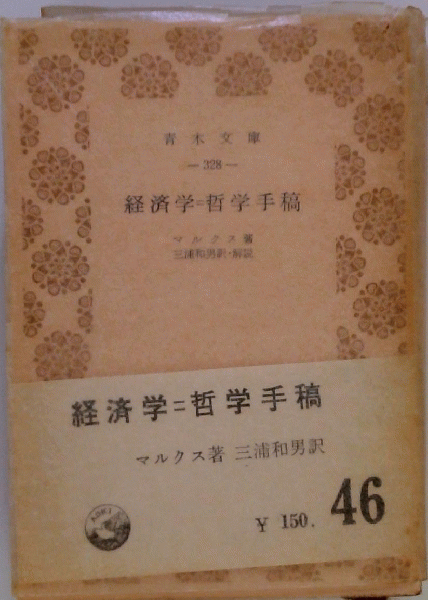 青木文庫
—328—
経済学=哲学手稿
マルクス著
三浦和男訳・解説
経済学=哲学手稿
マルクス著 三浦和男訳
¥ 150. 46
AOKI